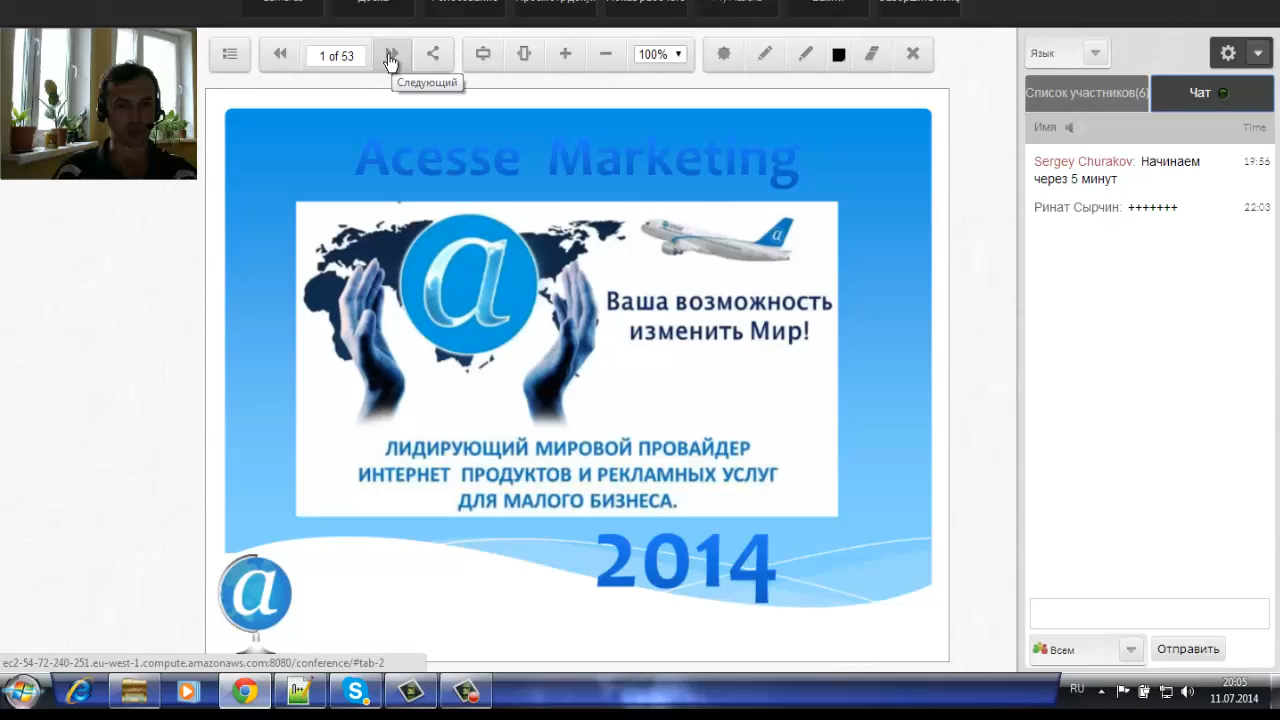 1 of 53
100%
Следующий
Acesse Marketing
a
Ваша возможность
изменить Мир!
ЛИДИРУЮЩИЙ МИРОВОЙ ПРОВАЙДЕР
ИНТЕРНЕТ ПРОДУКТОВ И РЕКЛАМНЫХ УСЛУГ
ДЛЯ МАЛОГО БИЗНЕСА.
2014
a
Язык
Список участников(6)
Чат
Имя
Time
Sergey Churakov: Начинаем
через 5 минут
19:56
Ринат Сырчин: +++++++
22:03
Всем
Отправить
ec2-54-72-240-251.eu-west-1.compute.amazonaws.com:8080/conference/#tab-2
RU
20:05
11.07.2014